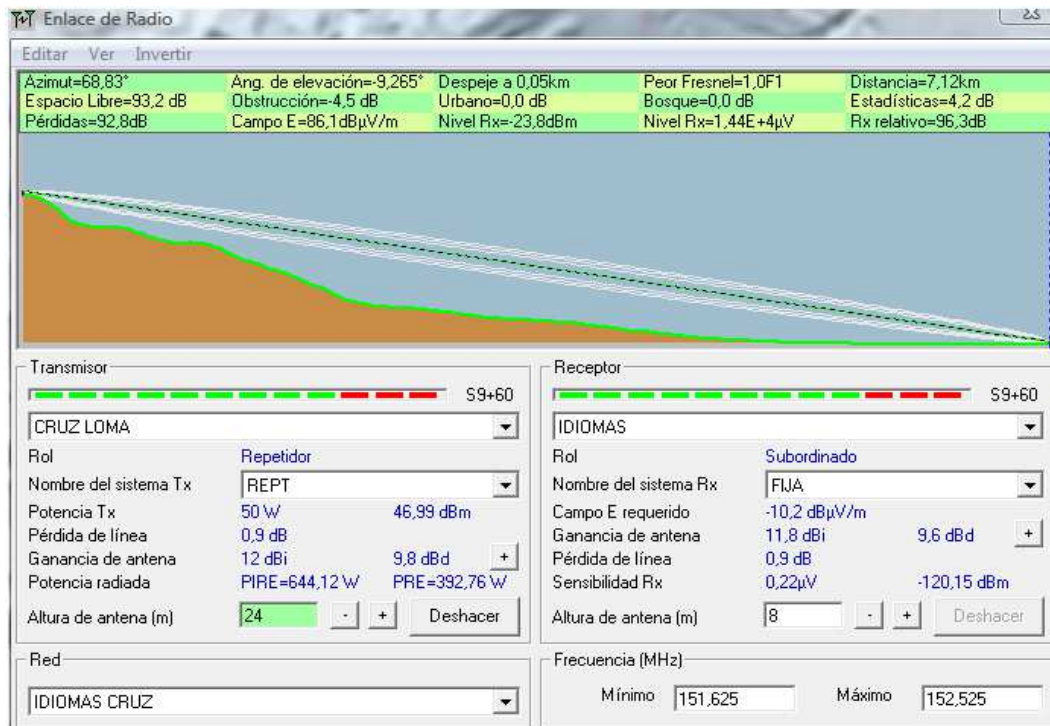 Enlace de Radio
Editar Ver Invertir
Azimut=68,83° Ang. de elevación=-9,265° Despeje a 0,05km Peor Fresnel=1,0F1 Distancia=7,12km
Espacio Libre=93,2 dB Obstrucción=-4,5 dB Urbano=0,0 dB Bosque=0,0 dB Estadísticas=4,2 dB
Pérdidas=92,8dB Campo E=86,1dBµV/m Nivel Rx=-23,8dBm Nivel Rx=1,44E+4µV Rx relativo=96,3dB
Transmisor
S9+60
CRUZ LOMA
Rol Repetidor
Nombre del sistema Tx REPT
Potencia Tx 50 W 46,99 dBm
Pérdida de línea 0,9 dB
Ganancia de antena 12 dBi 9,8 dBd +
Potencia radiada PIRE=644,12 W PRE=392,76 W
Altura de antena (m) 24 - + Deshacer
Red
IDIOMAS CRUZ
Receptor
S9+60
IDIOMAS
Rol Subordinado
Nombre del sistema Rx FIJA
Campo E requerido -10,2 dBµV/m
Ganancia de antena 11,8 dBi 9,6 dBd +
Pérdida de línea 0,9 dB
Sensibilidad Rx 0,22µV -120,15 dBm
Altura de antena (m) 8 - + Deshacer
Frecuencia (MHz)
Mínimo 151,625 Máximo 152,525